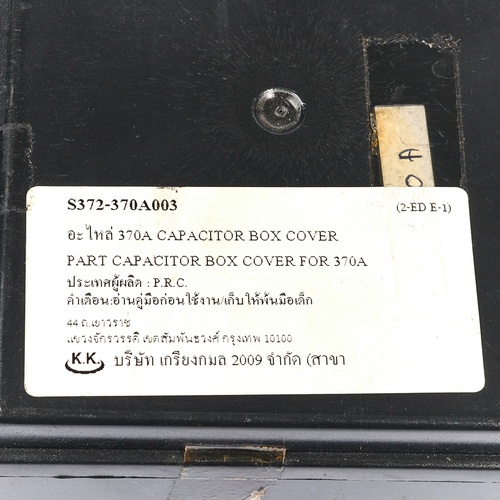 OA
S372-370A003 (2-ED E-1)
อะไหล่ 370A CAPACITOR BOX COVER
PART CAPACITOR BOX COVER FOR 370A
ประเทศผู้ผลิต : P.R.C.
คำเตือน:อ่านคู่มือก่อนใช้งาน/เก็บให้พ้นมือเด็ก
44 ถ.เยาวราช
แขวงจักรวรรดิ เขตสัมพันธวงศ์ กรุงเทพ 10100
K.K. บริษัท เกรียงกมล 2009 จำกัด (สาขา